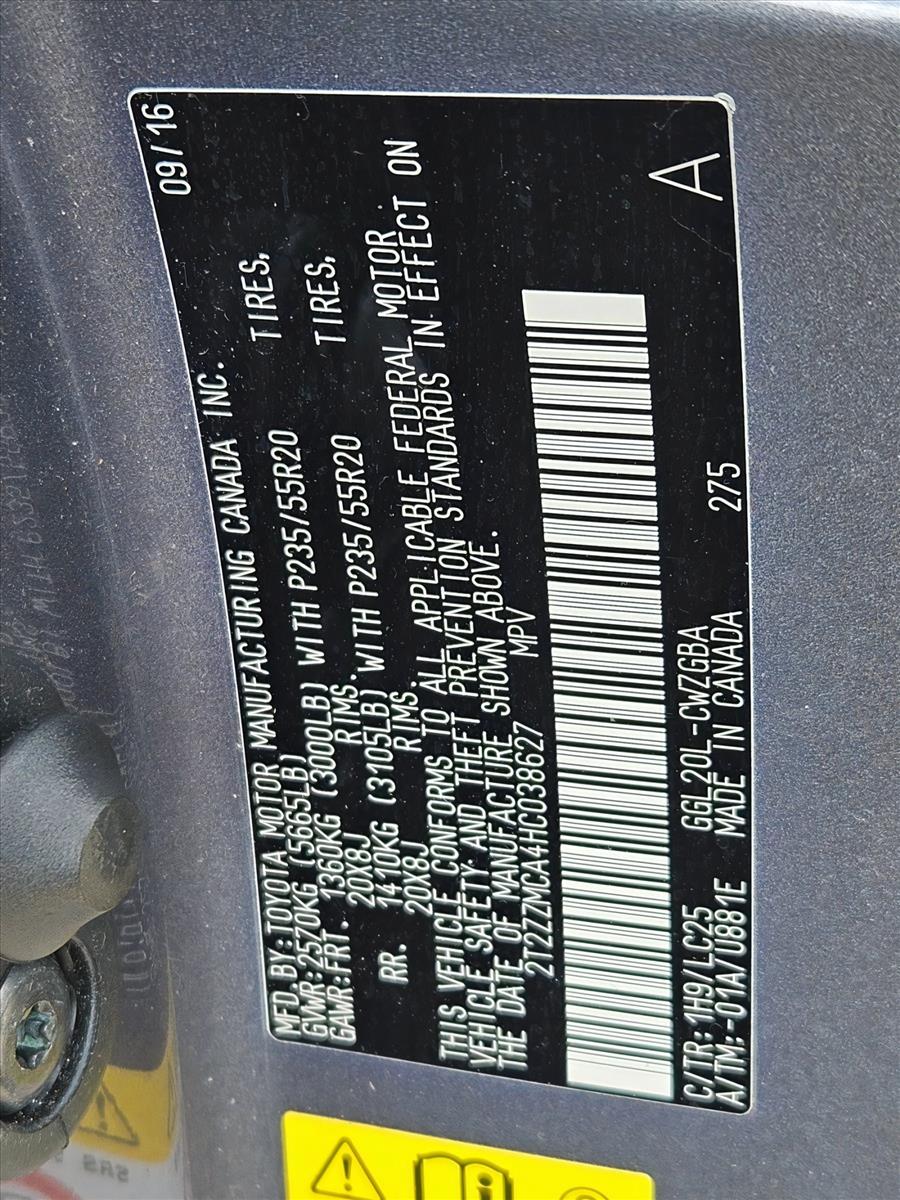 09/16
MFD.BY:TOYOTA MOTOR MANUFACTURING CANADA INC.
GVWR:2570KG(5665LB)
GAWR:FRT. 1360KG (3000LB) WITH P235/55R20 TIRES,
20X8J RIMS.
RR. 1410KG (3105LB) WITH P235/55R20 TIRES,
20X8J RIMS.
THIS VEHICLE CONFORMS TO ALL APPLICABLE FEDERAL MOTOR
VEHICLE SAFETY AND THEFT PREVENTION STANDARDS IN EFFECT ON
THE DATE OF MANUFACTURE SHOWN ABOVE.
2T2ZZMCA4HC038627 MPV
A
C/TR:1H9/LC25 GGL20L-CWZGBA 275
A/TM:-01A/U881E MADE IN CANADA
SRS